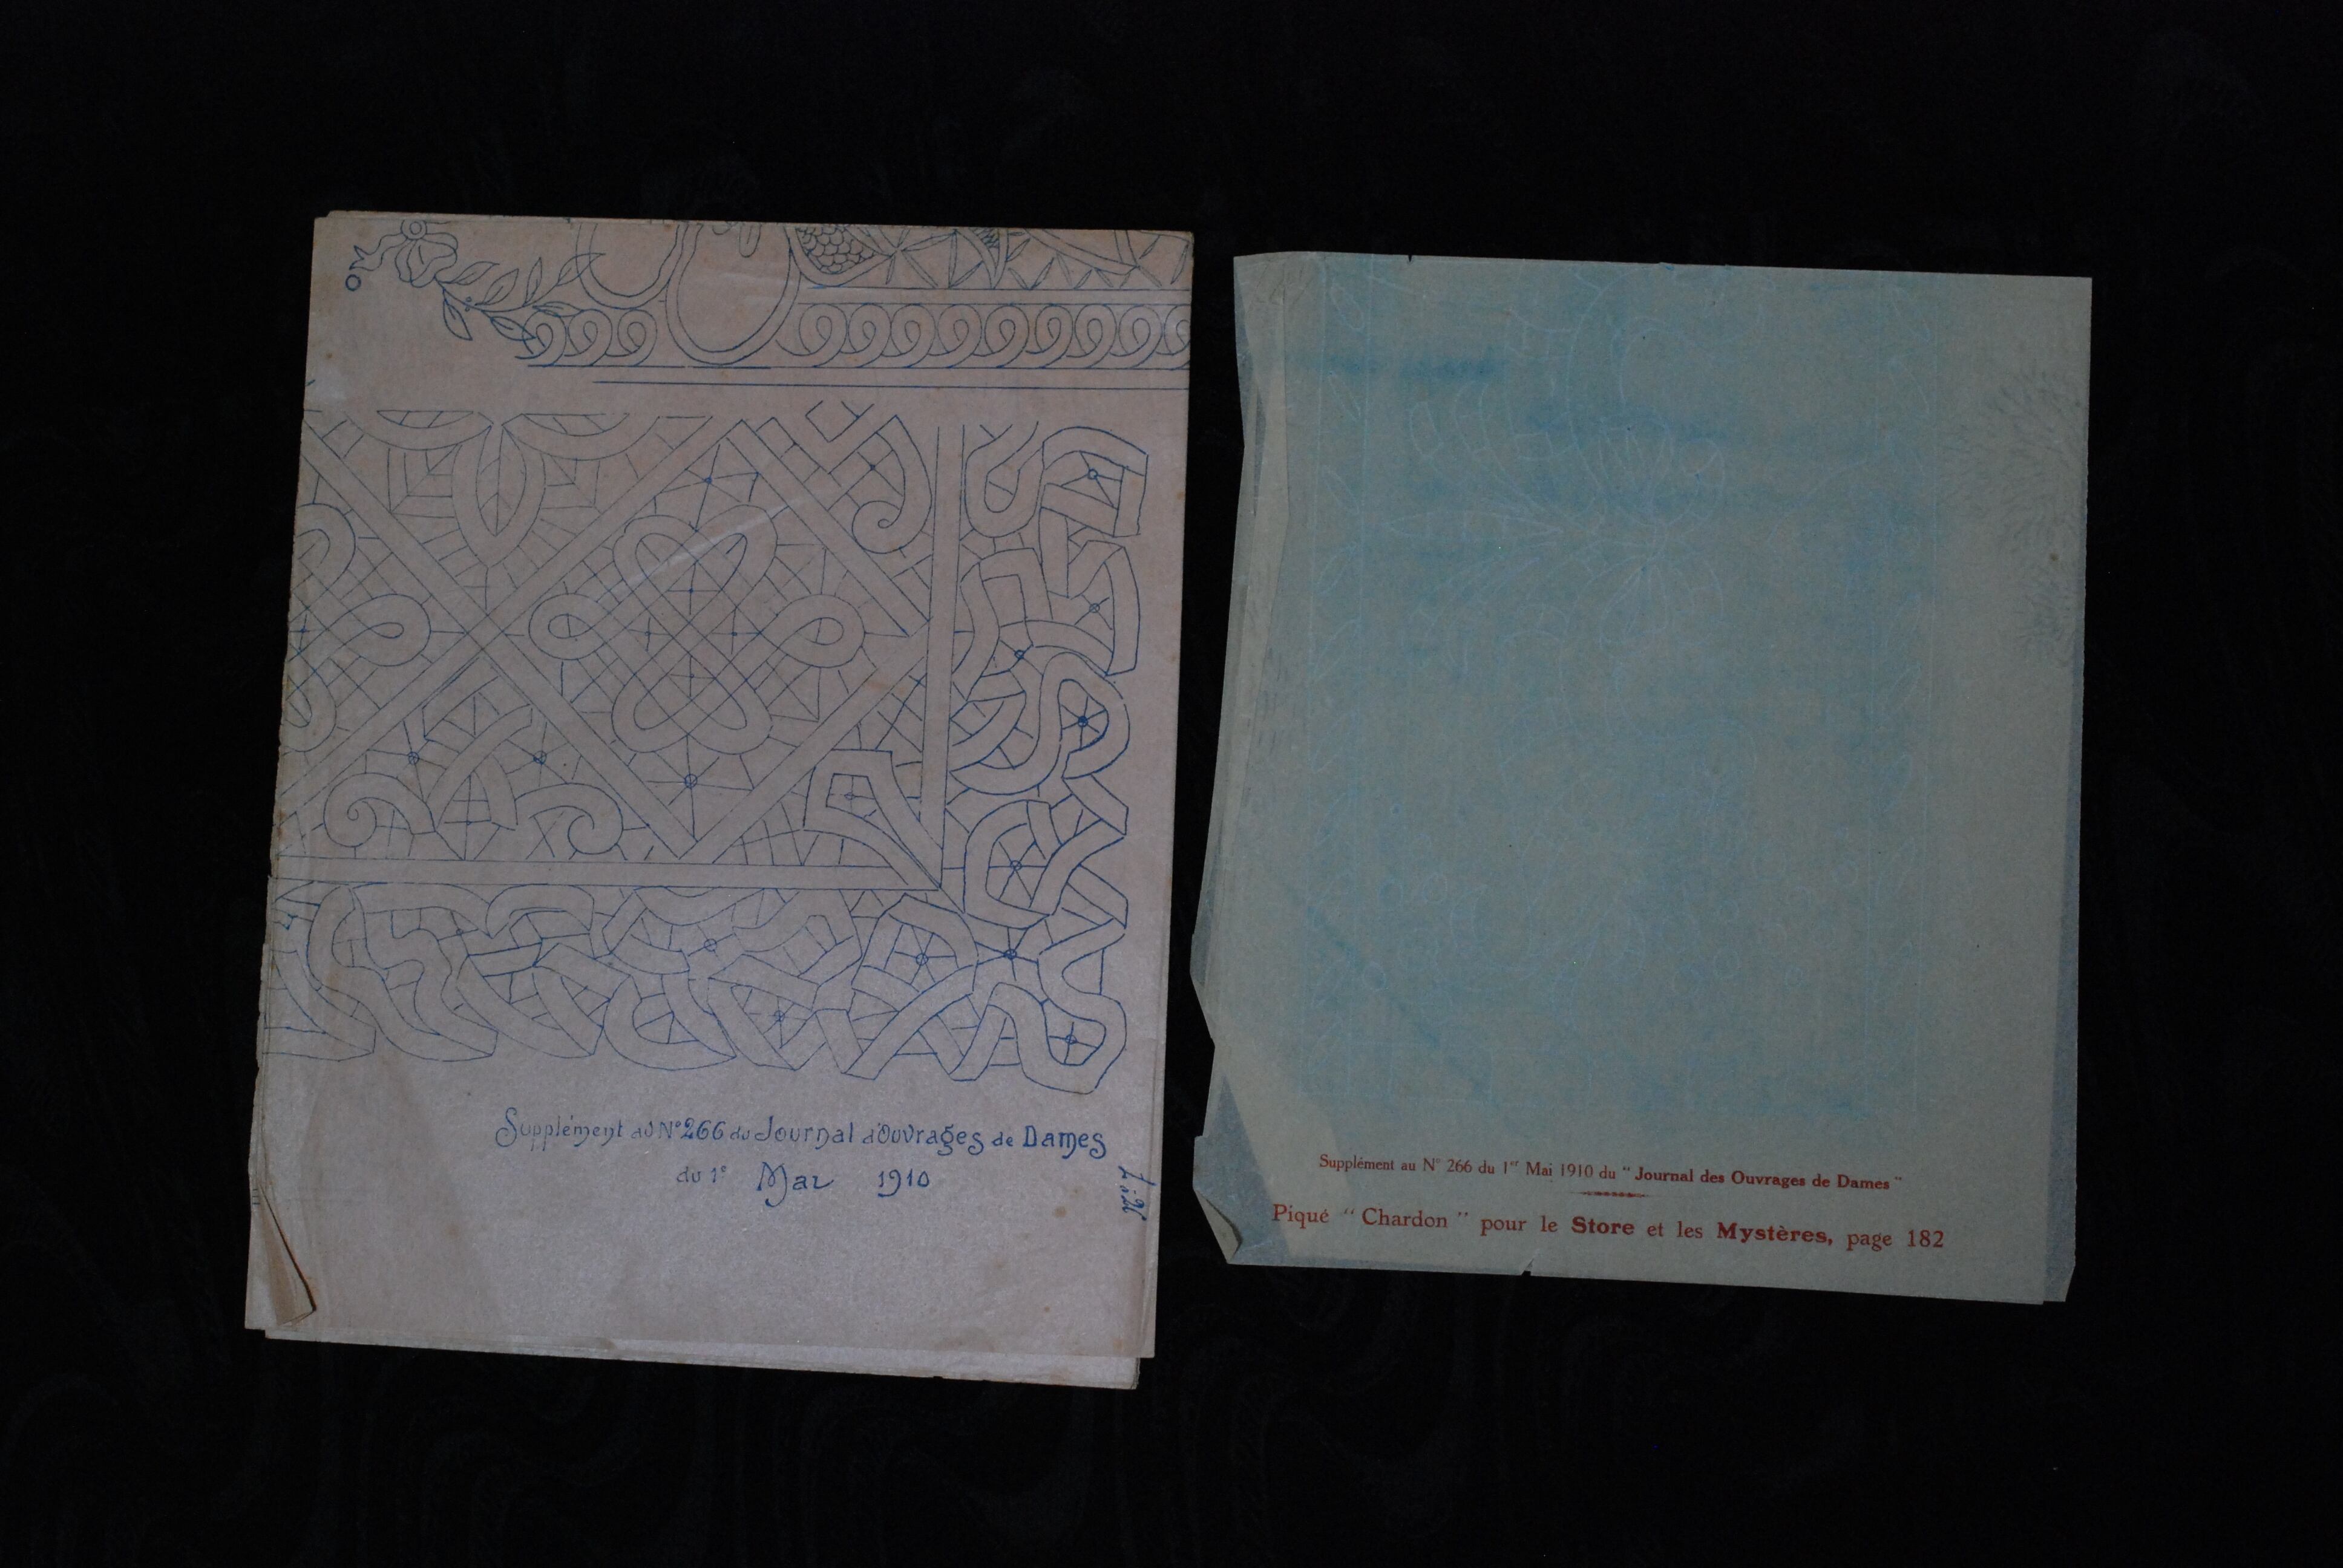 Supplément au N° 266 du Journal d'Ouvrages de Dames
du 1° Mai 1910
Supplément au N° 266 du 1er Mai 1910 du “ Journal des Ouvrages de Dames ”
Piqué “ Chardon ” pour le Store et les Mystères, page 182